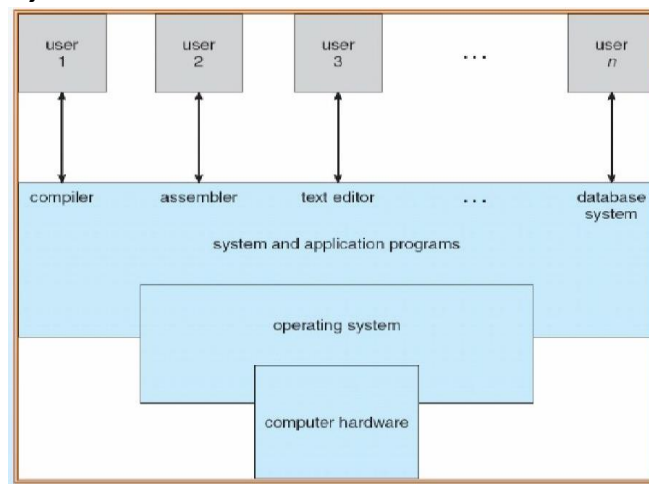 user
1
user
2
user
3
...
user
n
compiler
assembler
text editor
...
database
system
system and application programs
operating system
computer hardware